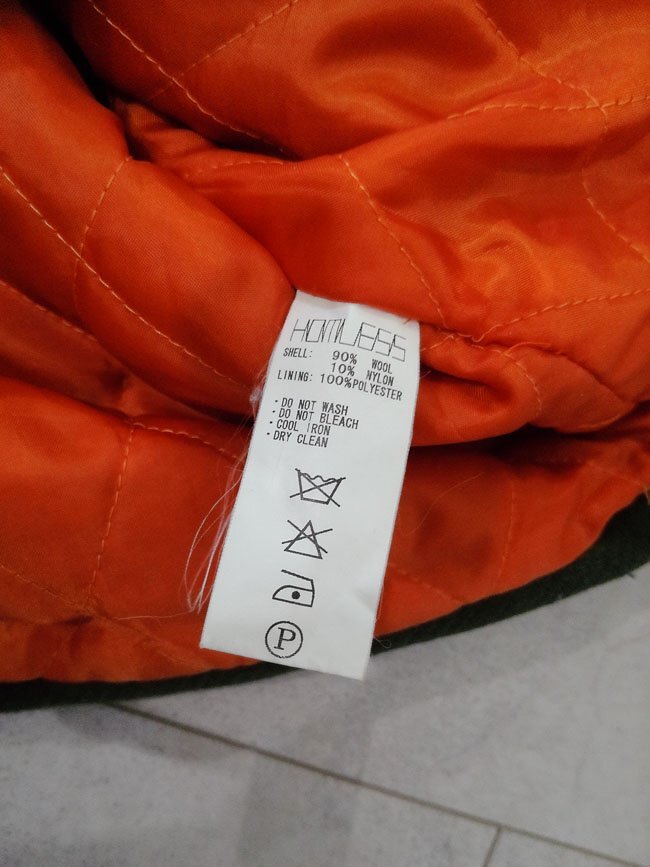 HOMLESS
SHELL: 90% WOOL
10% NYLON
LINING: 100%POLYESTER
· DO NOT WASH
· DO NOT BLEACH
· COOL IRON
· DRY CLEAN
P